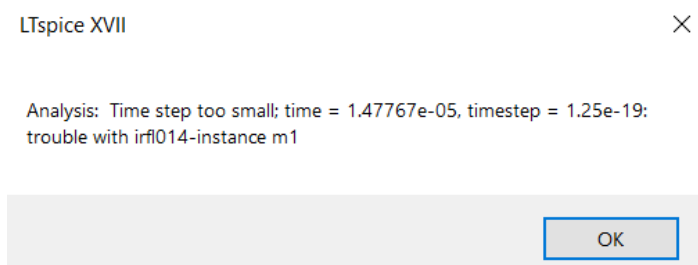 LTspice XVII
Analysis:  Time step too small; time = 1.47767e-05, timestep = 1.25e-19:
trouble with irfl014-instance m1
OK